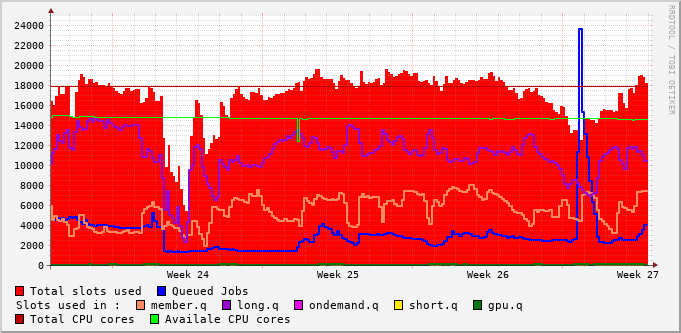 RRDTOOL / TOBI OETIKER
24000
22000
20000
18000
16000
14000
12000
10000
8000
6000
4000
2000
0
Week 24 Week 25 Week 26 Week 27
Total slots used Queued Jobs
Slots used in : member.q long.q ondemand.q short.q gpu.q
Total CPU cores Availale CPU cores